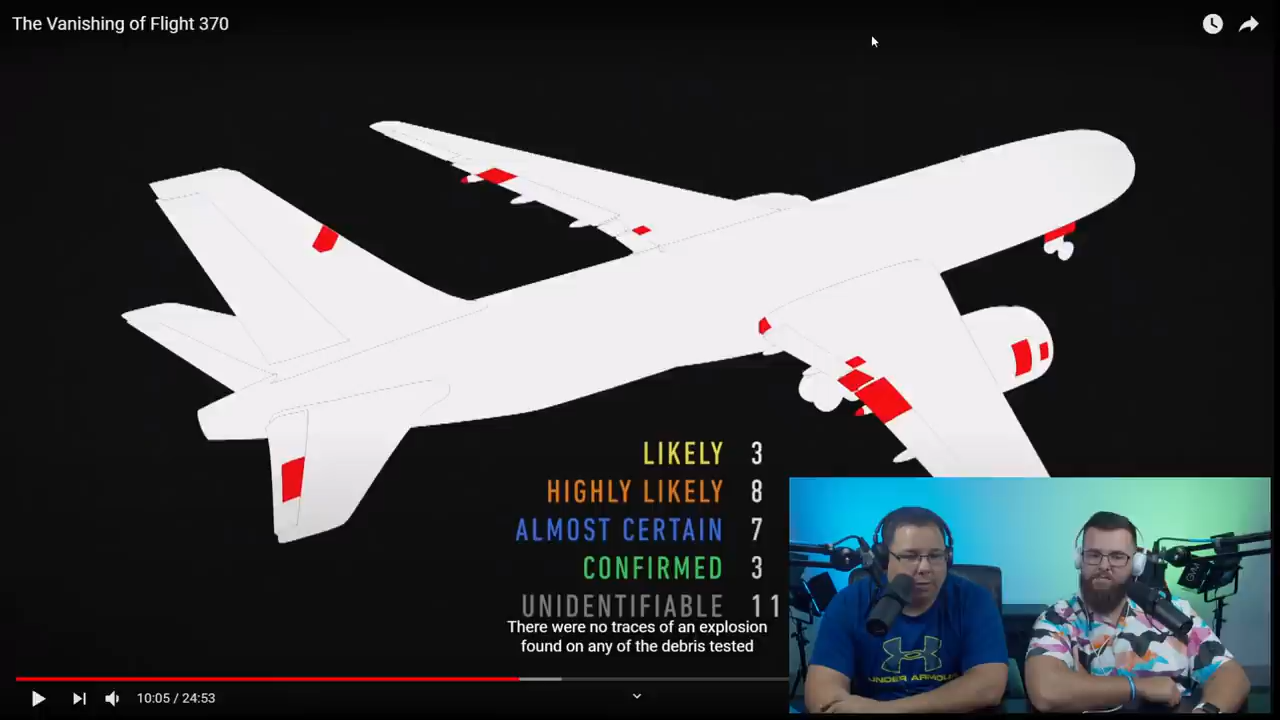 The Vanishing of Flight 370
LIKELY 3
HIGHLY LIKELY 8
ALMOST CERTAIN 7
CONFIRMED 3
UNIDENTIFIABLE 11
There were no traces of an explosion
found on any of the debris tested
UNDER ARMOUR
10:05 / 24:53